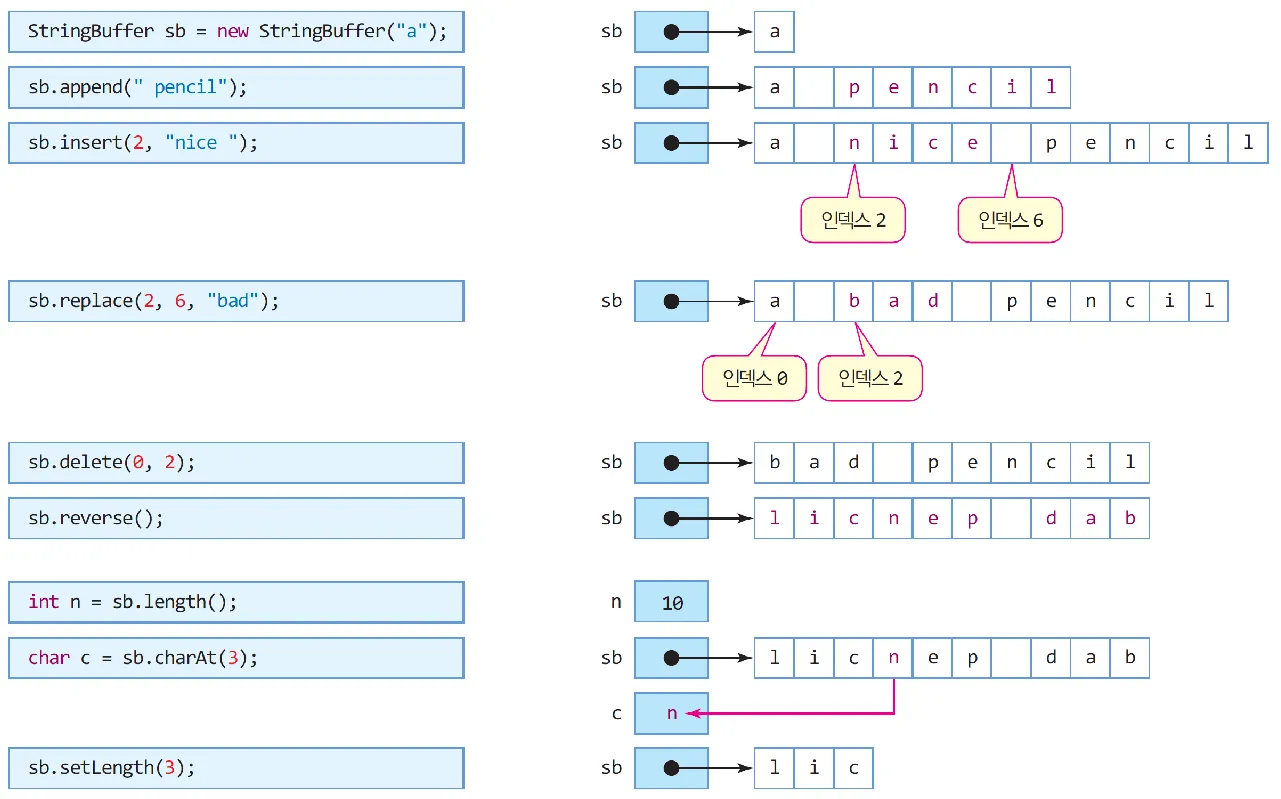 StringBuffer sb = new StringBuffer("a"); sb a
sb.append(" pencil"); sb a p e n c i l
sb.insert(2, "nice "); sb a n i c e p e n c i l
인덱스 2 인덱스 6
sb.replace(2, 6, "bad"); sb a b a d p e n c i l
인덱스 0 인덱스 2
sb.delete(0, 2); sb b a d p e n c i l
sb.reverse(); sb l i c n e p d a b
int n = sb.length(); n 10
char c = sb.charAt(3); sb l i c n e p d a b
c n
sb.setLength(3); sb l i c